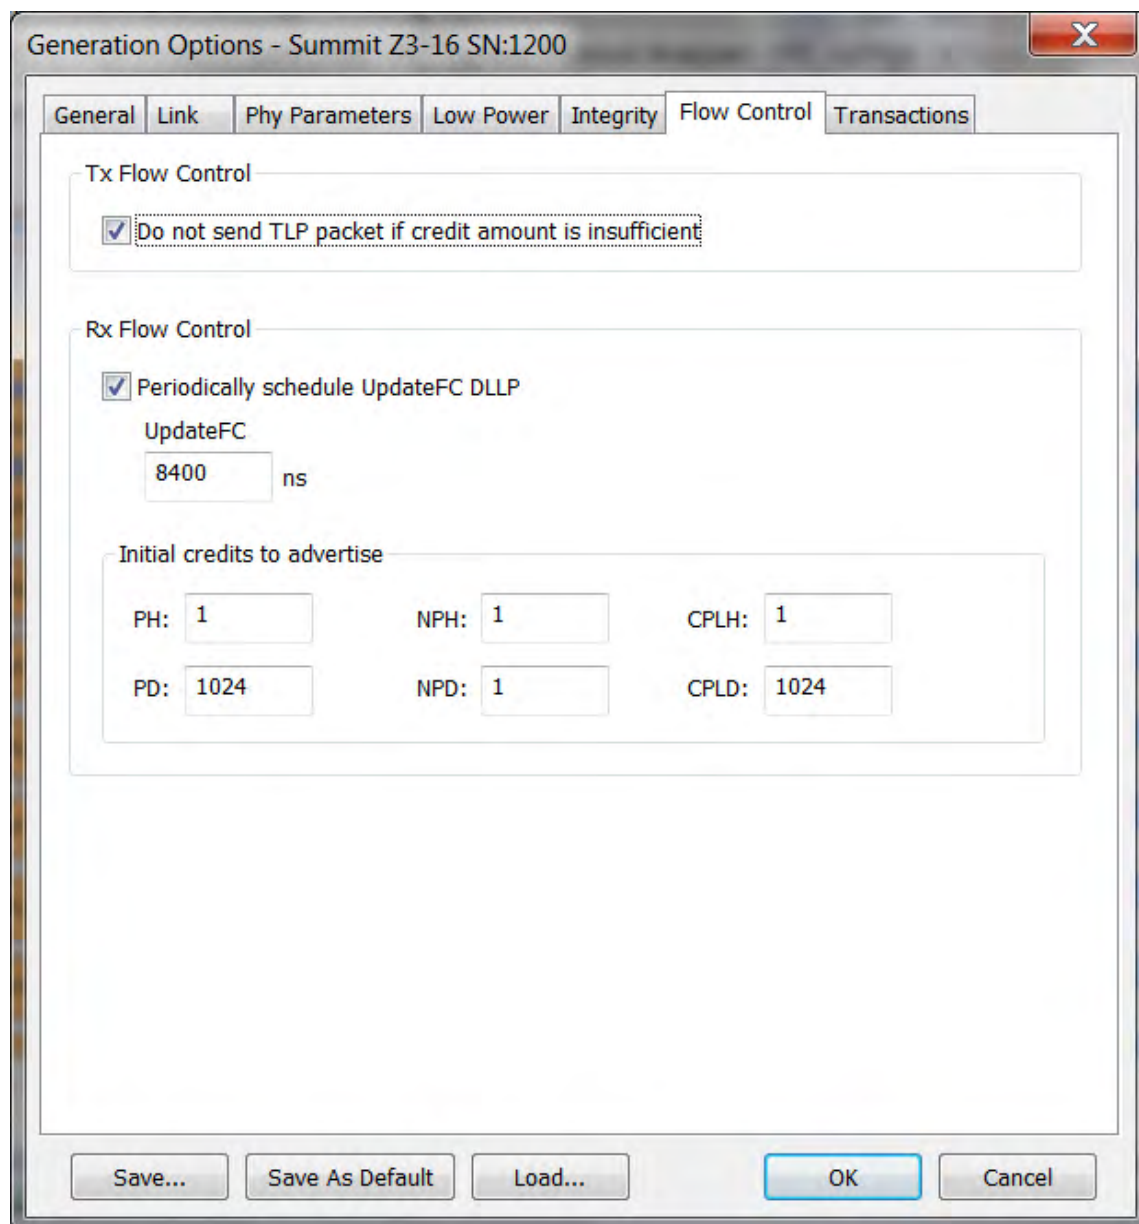 Generation Options - Summit Z3-16 SN:1200
General Link Phy Parameters Low Power Integrity Flow Control Transactions
Tx Flow Control
Do not send TLP packet if credit amount is insufficient
Rx Flow Control
Periodically schedule UpdateFC DLLP
UpdateFC
8400 ns
Initial credits to advertise
PH: 1 NPH: 1 CPLH: 1
PD: 1024 NPD: 1 CPLD: 1024
Save... Save As Default Load... OK Cancel